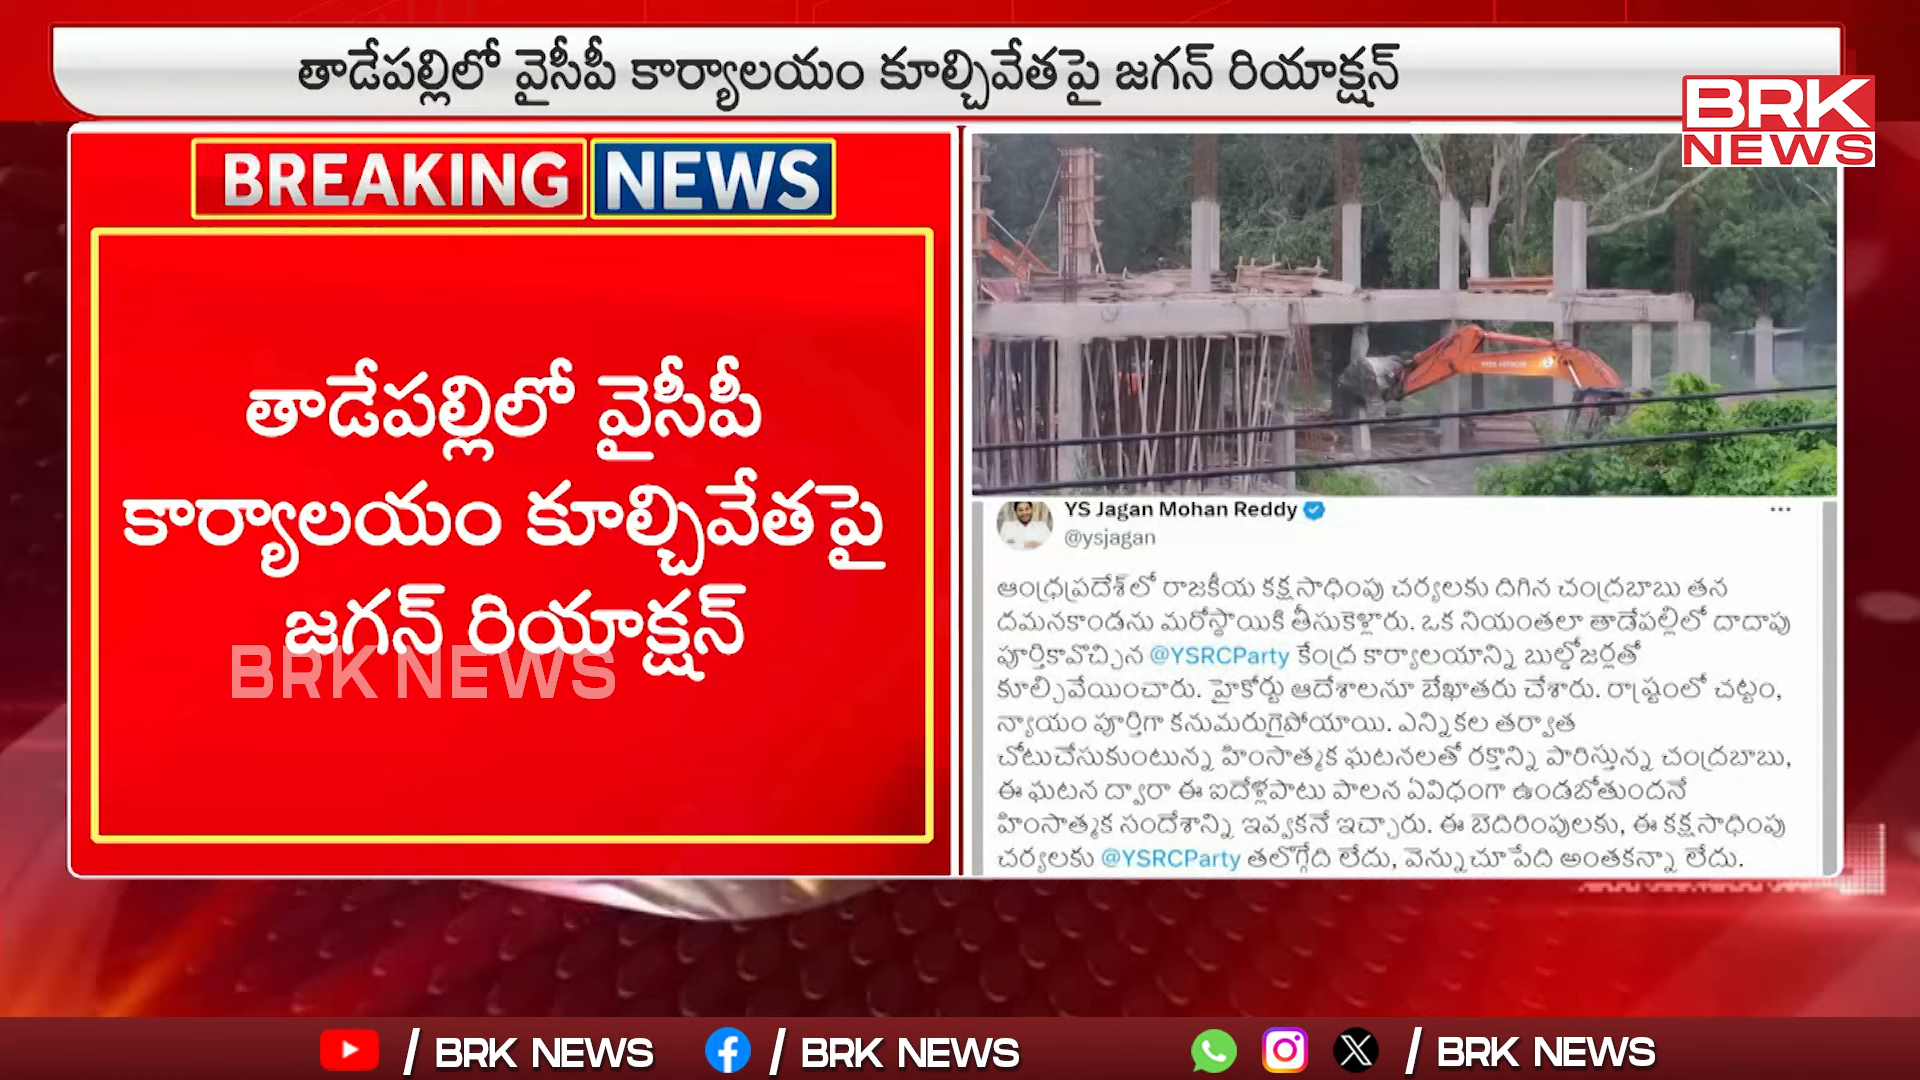 తాడేపల్లిలో వైసీపీ కార్యాలయం కూల్చివేతపై జగన్ రియాక్షన్
BRK
NEWS
BREAKING NEWS
తాడేపల్లిలో వైసీపీ
కార్యాలయం కూల్చివేతపై
జగన్ రియాక్షన్
BRK NEWS
YS Jagan Mohan Reddy
@ysjagan
ఆంధ్రప్రదేశ్‌లో రాజకీయ కక్షసాధింపు చర్యలకు దిగిన చంద్రబాబు తన
దమనకాండను మరోస్థాయికి తీసుకెళ్లారు. ఒక నియంతలా తాడేపల్లిలో దాదాపు
పూర్తికావొచ్చిన @YSRCParty కేంద్ర కార్యాలయాన్ని బుల్డోజర్లతో
కూల్చివేయించారు. హైకోర్టు ఆదేశాలనూ బేఖాతరు చేశారు. రాష్ట్రంలో చట్టం,
న్యాయం పూర్తిగా కనుమరుగైపోయాయి. ఎన్నికల తర్వాత
చోటుచేసుకుంటున్న హింసాత్మక ఘటనలతో రక్తాన్ని పారిస్తున్న చంద్రబాబు,
ఈ ఘటన ద్వారా ఈ ఐదేళ్లపాటు పాలన ఏవిధంగా ఉండబోతుందనే
హింసాత్మక సందేశాన్ని ఇవ్వకనే ఇచ్చారు. ఈ బెదిరింపులకు, ఈ కక్షసాధింపు
చర్యలకు @YSRCParty తలొగ్గేది లేదు, వెన్నుచూపేది అంతకన్నా లేదు.
/ BRK NEWS / BRK NEWS / BRK NEWS